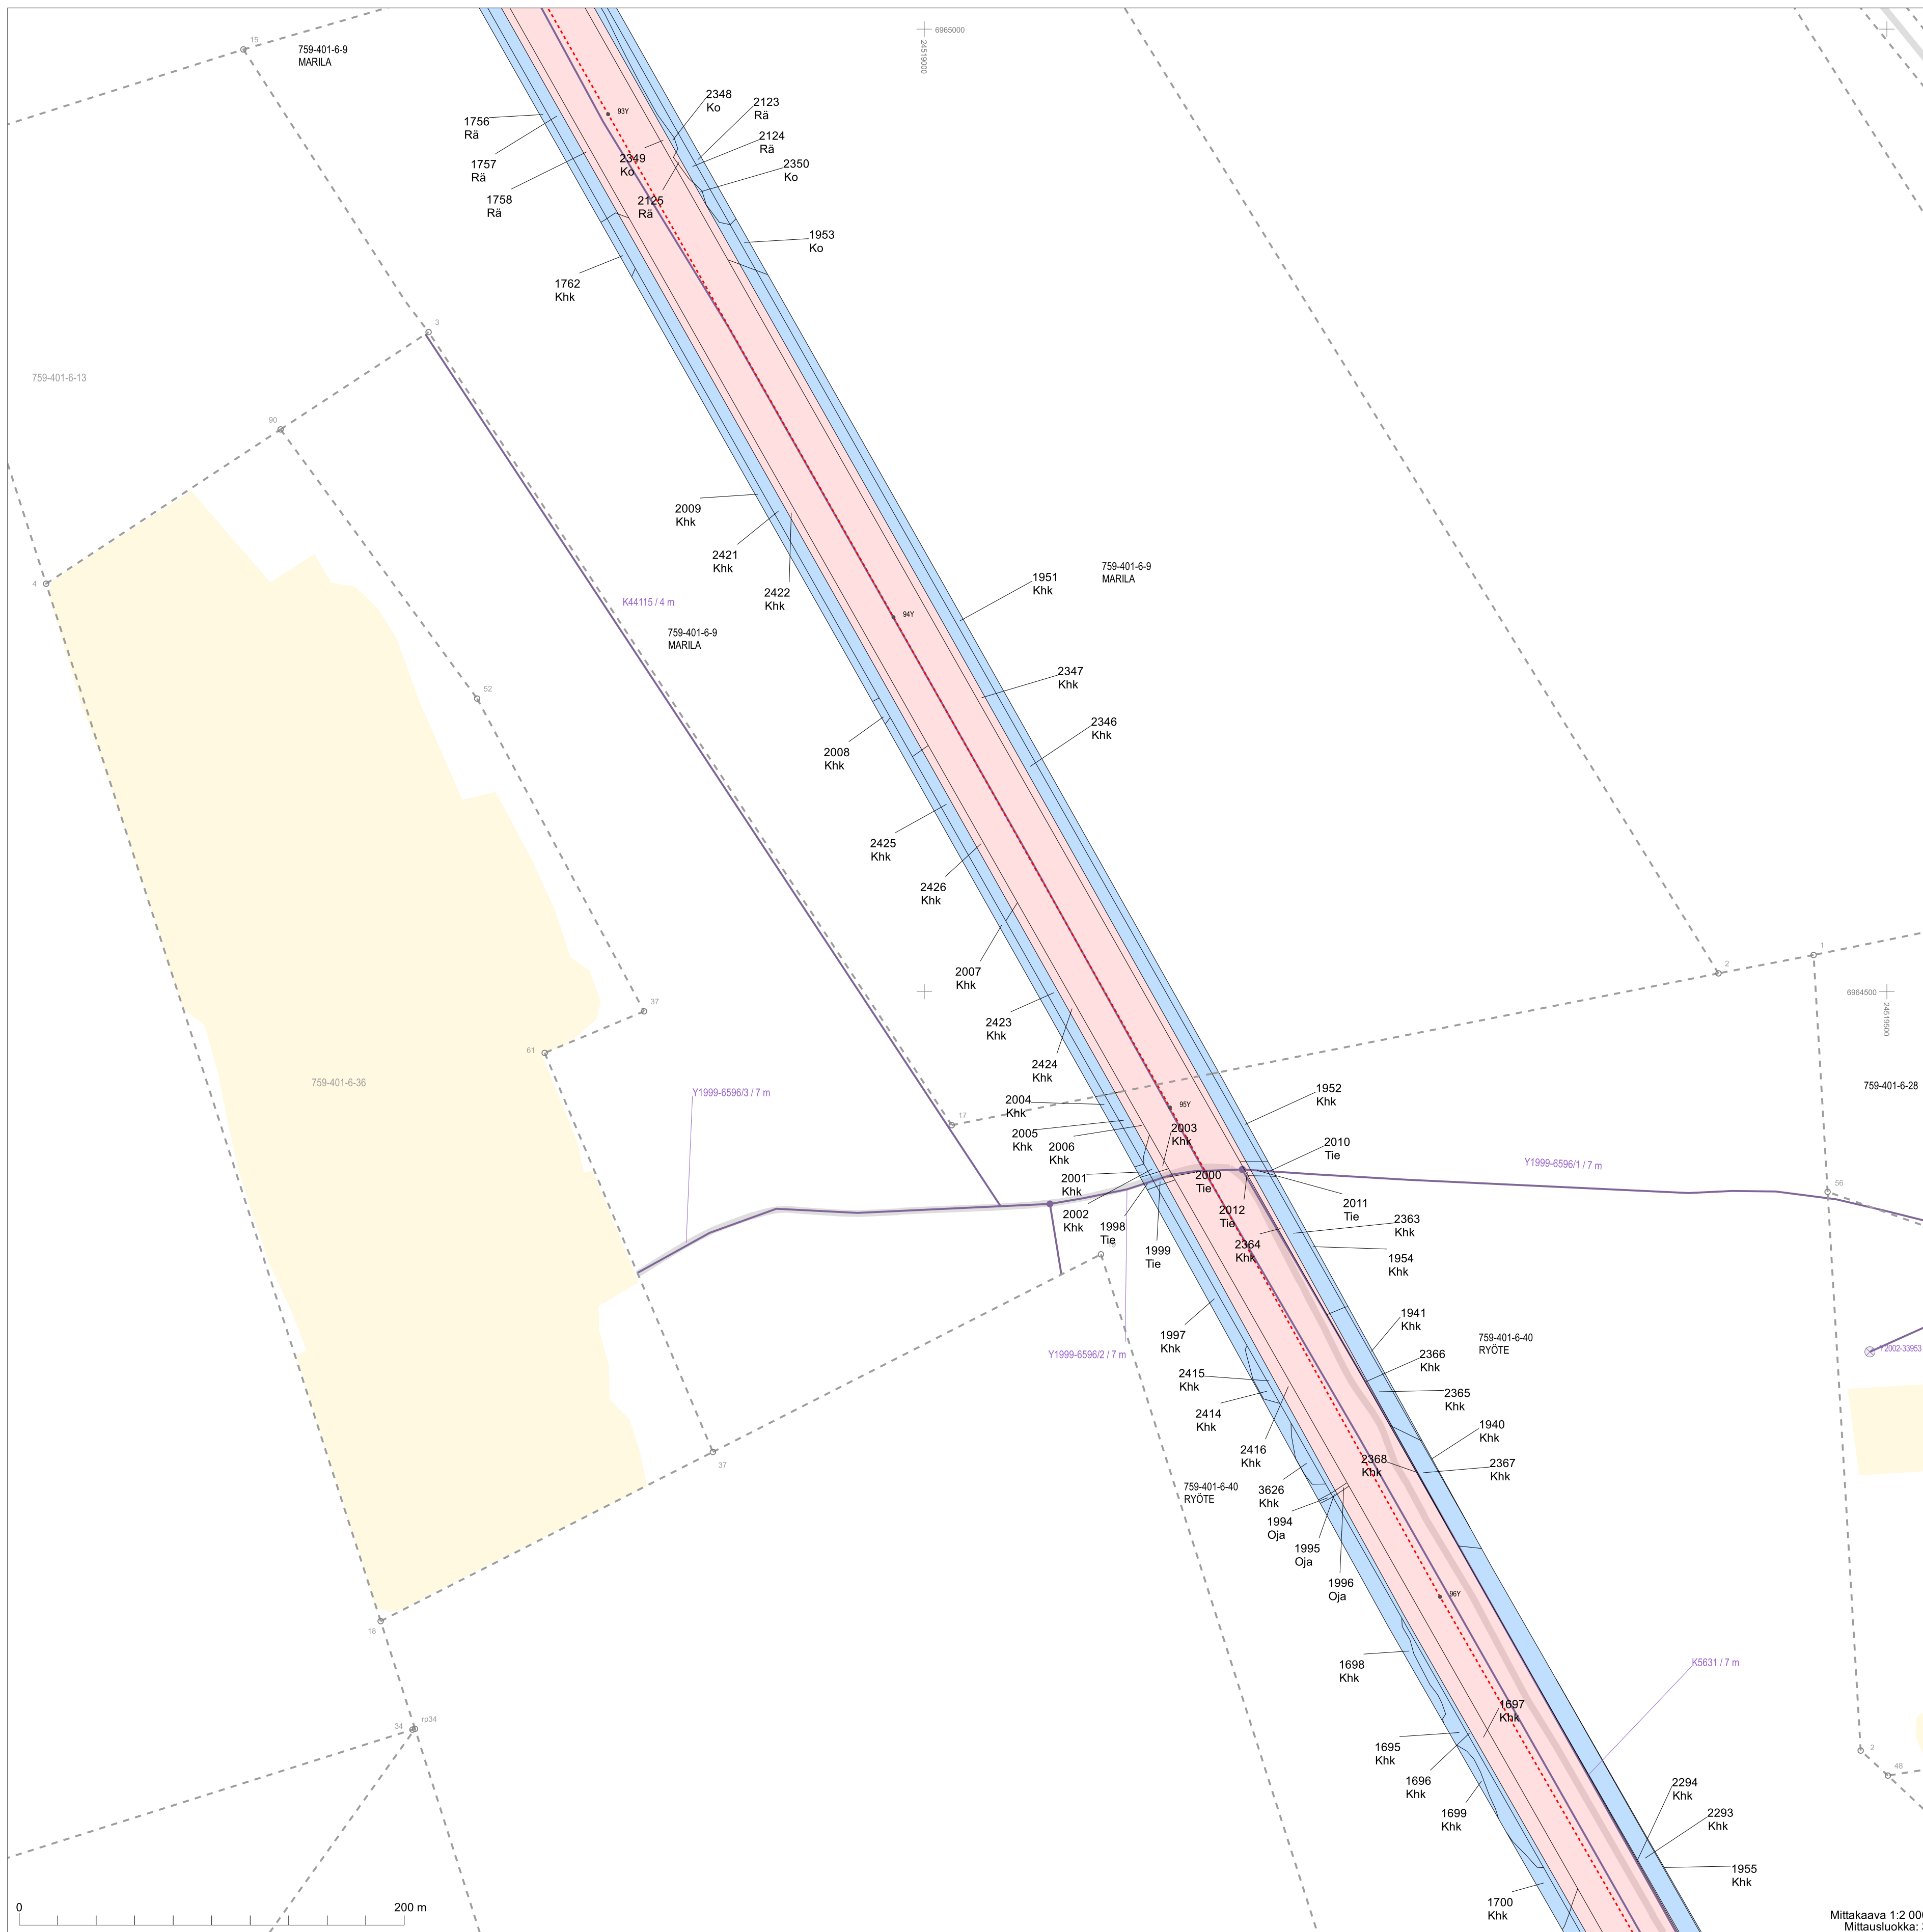 15
759-401-6-9
MARILA
6965000
24519000
93Y
2348
Ko
2123
Rä
1756
Rä
2124
Rä
2349
Ko
2350
Ko
1757
Rä
1758
Rä
2125
Rä
1953
Ko
1762
Khk
3
759-401-6-13
90
2009
Khk
2421
Khk
2422
Khk
4
1951
Khk
759-401-6-9
MARILA
K44115 / 4 m
94Y
759-401-6-9
MARILA
2347
Khk
52
2346
Khk
2008
Khk
2425
Khk
2426
Khk
1
2
2007
Khk
6964500
24519500
37
2423
Khk
61
2424
Khk
759-401-6-36
Y1999-6596/3 / 7 m
759-401-6-28
2004
Khk
95Y
1952
Khk
17
2005
Khk
2003
Khk
2006
Khk
2010
Tie
Y1999-6596/1 / 7 m
2001
Khk
2000
Tie
56
2002
Khk
2012
Tie
2011
Tie
1998
Tie
2363
Khk
1999
Tie
2364
Khk
1954
Khk
1941
Khk
1997
Khk
759-401-6-40
RYÖTE
Y1999-6596/2 / 7 m
Y2002-33953
2366
Khk
2415
Khk
2365
Khk
2414
Khk
1940
Khk
2416
Khk
2368
Khk
2367
Khk
37
759-401-6-40
RYÖTE
3626
Khk
1994
Oja
1995
Oja
1996
Oja
96Y
18
1698
Khk
K5631 / 7 m
1697
Khk
34
rp34
1695
Khk
2
48
1696
Khk
2294
Khk
1699
Khk
2293
Khk
1955
Khk
1700
Khk
0
200 m
Mittakaava 1:2
Mittausluokka: